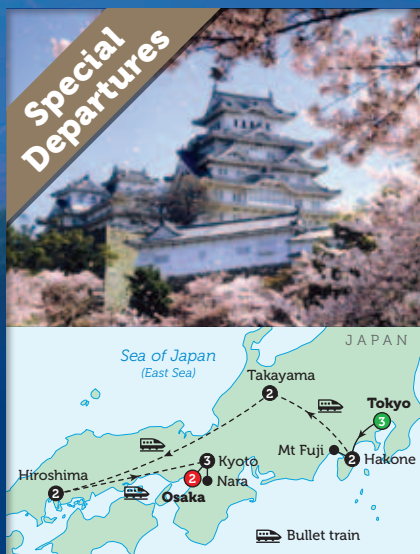 Special
Departures
JAPAN
Sea of Japan
(East Sea)
Takayama
2
Tokyo
3
Mt Fuji
2
Hakone
3
Kyoto
Hiroshima
2
2
Nara
Osaka
Bullet train